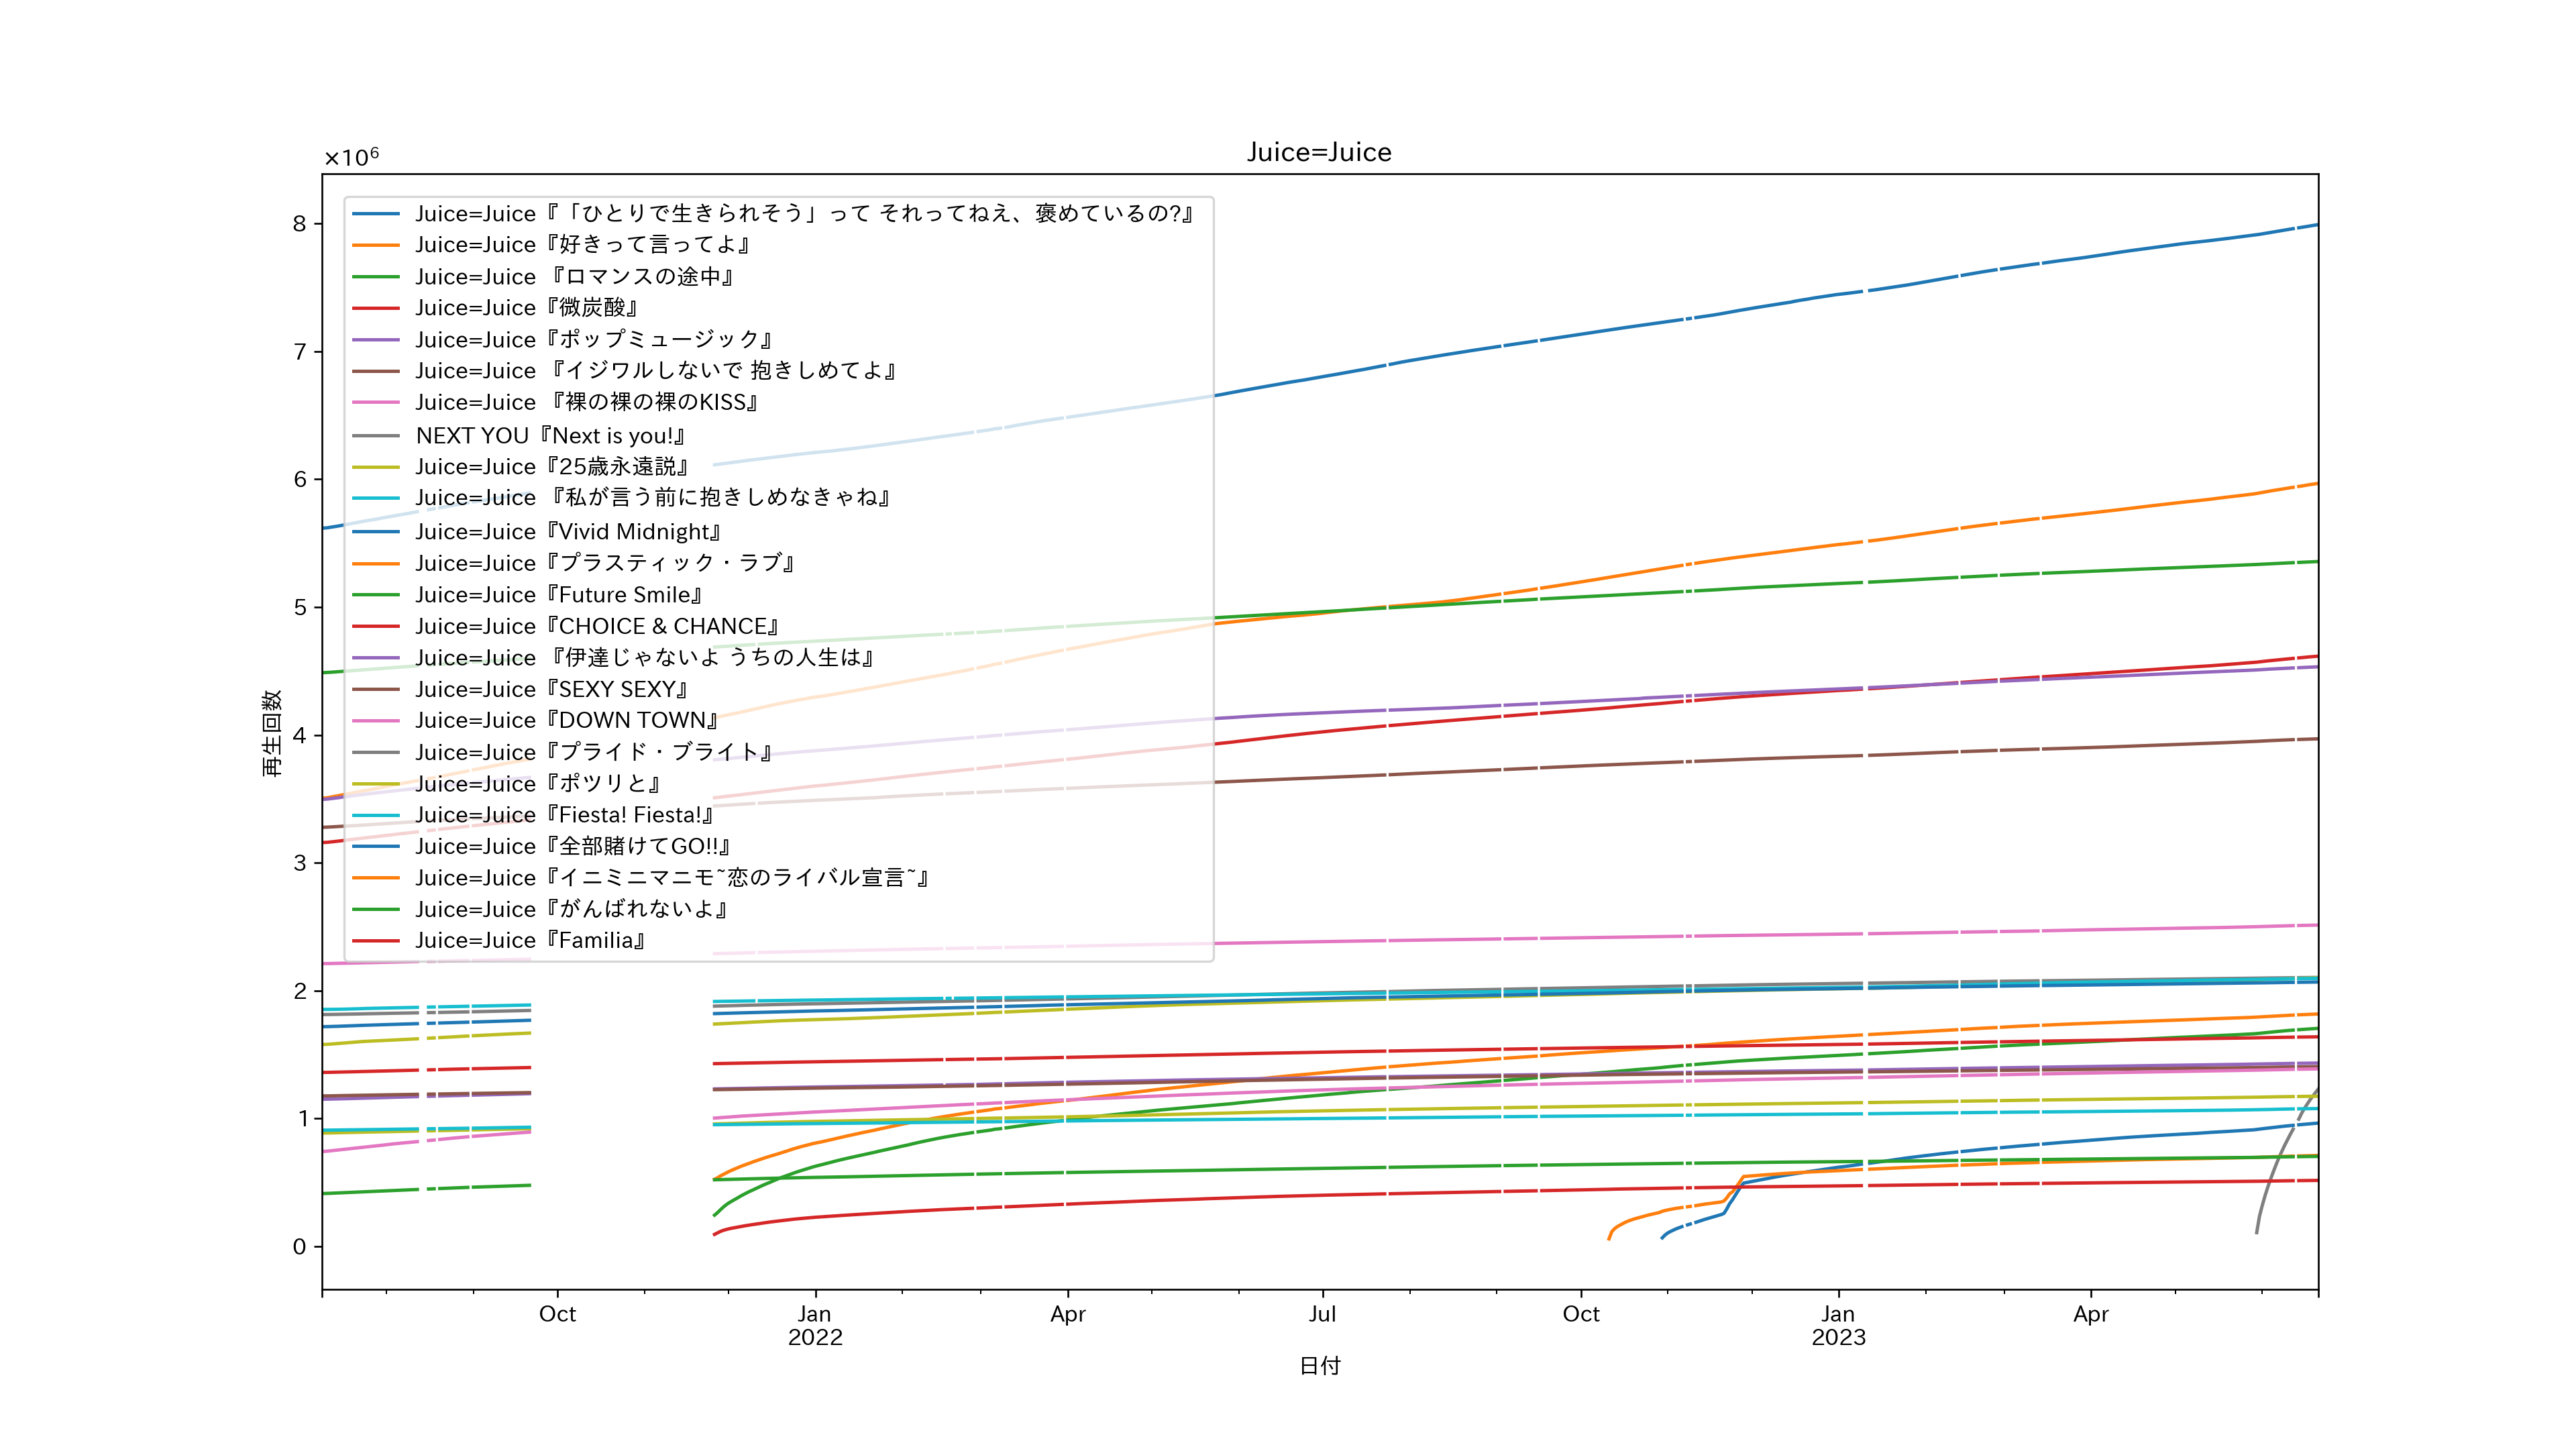 Juice=Juice
×10⁶
Juice=Juice『「ひとりで生きられそう」って それってねえ、褒めているの?』
Juice=Juice『好きって言ってよ』
Juice=Juice 『ロマンスの途中』
Juice=Juice『微炭酸』
Juice=Juice『ポップミュージック』
Juice=Juice 『イジワルしないで 抱きしめてよ』
Juice=Juice 『裸の裸の裸のKISS』
NEXT YOU『Next is you!』
Juice=Juice『25歳永遠説』
Juice=Juice 『私が言う前に抱きしめなきゃね』
Juice=Juice『Vivid Midnight』
Juice=Juice『プラスティック・ラブ』
Juice=Juice『Future Smile』
Juice=Juice『CHOICE & CHANCE』
Juice=Juice 『伊達じゃないよ うちの人生は』
Juice=Juice『SEXY SEXY』
Juice=Juice『DOWN TOWN』
Juice=Juice『プライド・ブライト』
Juice=Juice『ポツリと』
Juice=Juice『Fiesta! Fiesta!』
Juice=Juice『全部賭けてGO!!』
Juice=Juice『イニミニマニモ~恋のライバル宣言~』
Juice=Juice『がんばれないよ』
Juice=Juice『Familia』
8
7
6
5
4
3
2
1
0
再生回数
Oct Jan Apr Jul Oct Jan Apr
2022 2023
日付